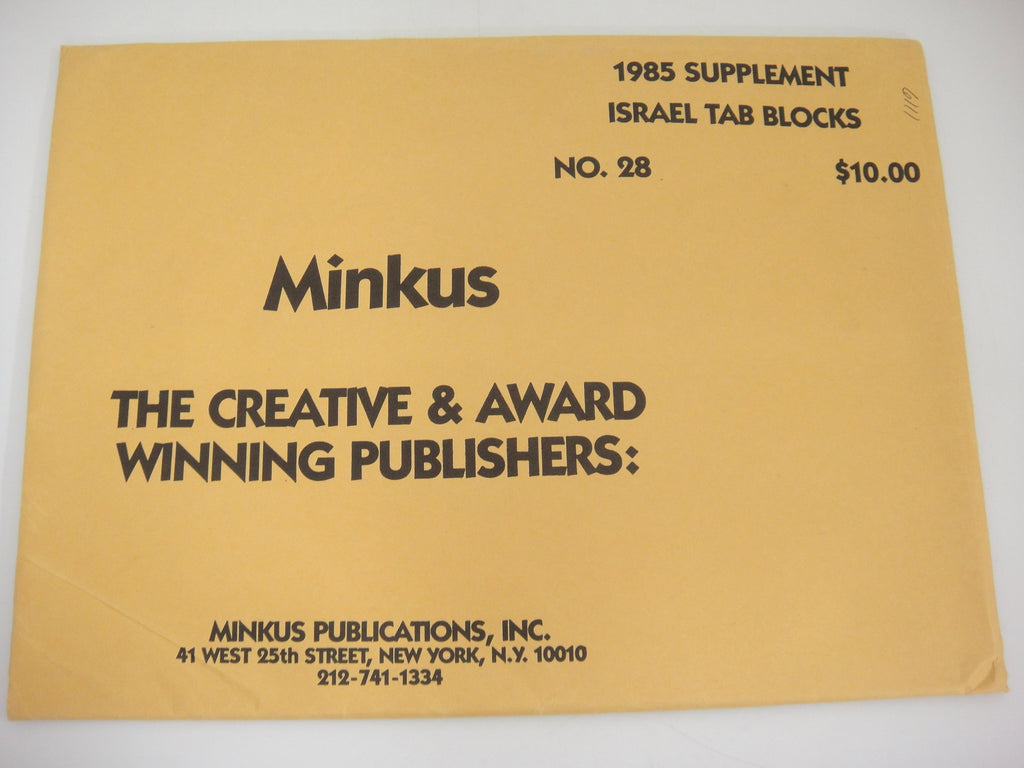 1985 SUPPLEMENT
ISRAEL TAB BLOCKS
NO. 28 $10.00
Minkus
THE CREATIVE & AWARD
WINNING PUBLISHERS:
MINKUS PUBLICATIONS, INC.
41 WEST 25th STREET, NEW YORK, N.Y. 10010
212-741-1334